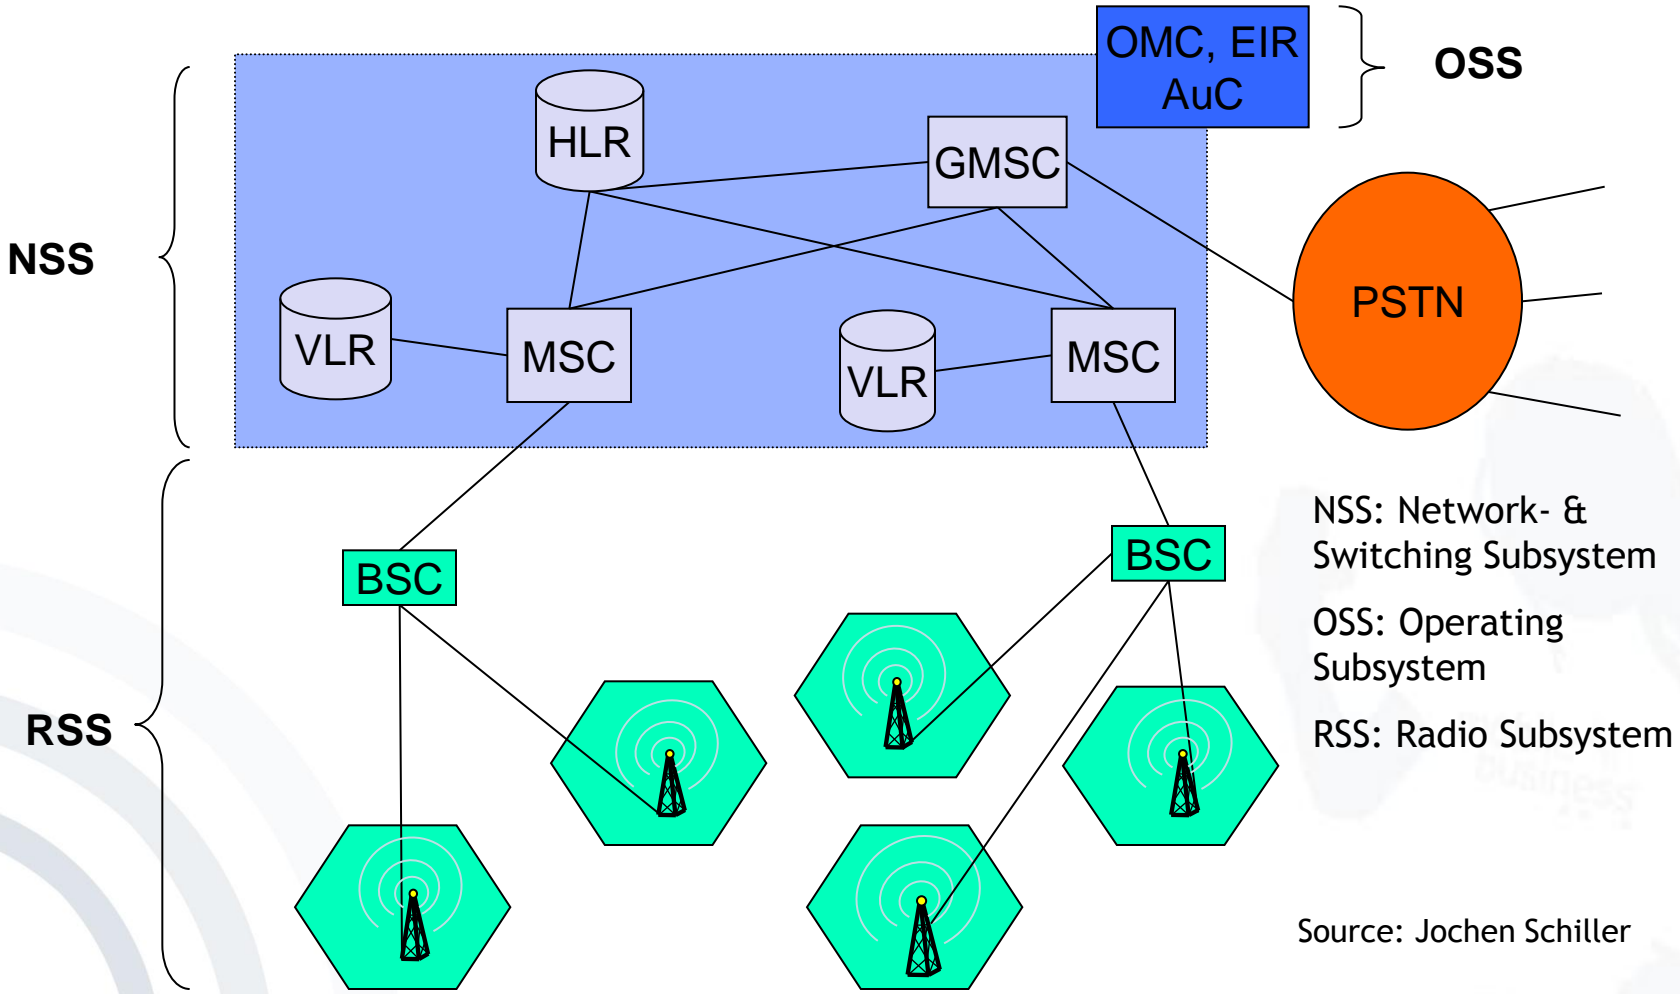 OMC, EIR
AuC
OSS
HLR
GMSC
NSS
PSTN
VLR
MSC
VLR
MSC
NSS: Network- &
Switching Subsystem
BSC
BSC
OSS: Operating
Subsystem
RSS
RSS: Radio Subsystem
business
Source: Jochen Schiller